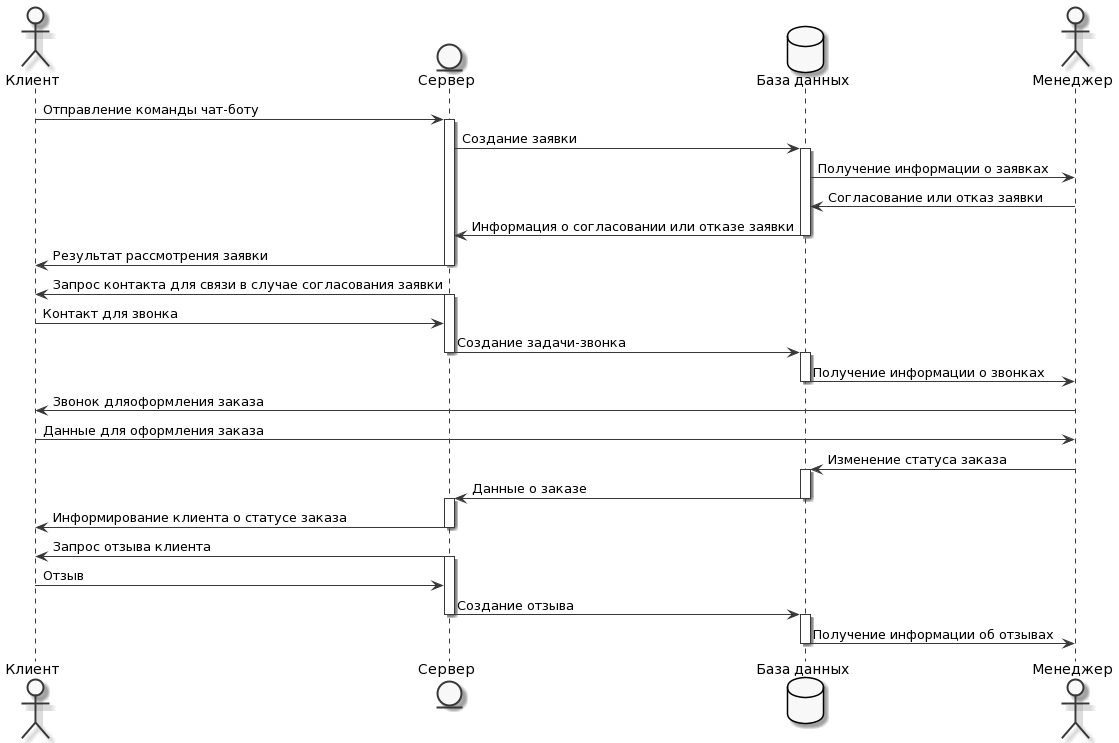 Клиент
Сервер
База данных
Менеджер
Отправление команды чат-боту
Создание заявки
Получение информации о заявках
Согласование или отказ заявки
Информация о согласовании или отказе заявки
Результат рассмотрения заявки
Запрос контакта для связи в случае согласования заявки
Контакт для звонка
Создание задачи-звонка
Получение информации о звонках
Звонок дляоформления заказа
Данные для оформления заказа
Изменение статуса заказа
Данные о заказе
Информирование клиента о статусе заказа
Запрос отзыва клиента
Отзыв
Создание отзыва
Получение информации об отзывах
Клиент
Сервер
База данных
Менеджер